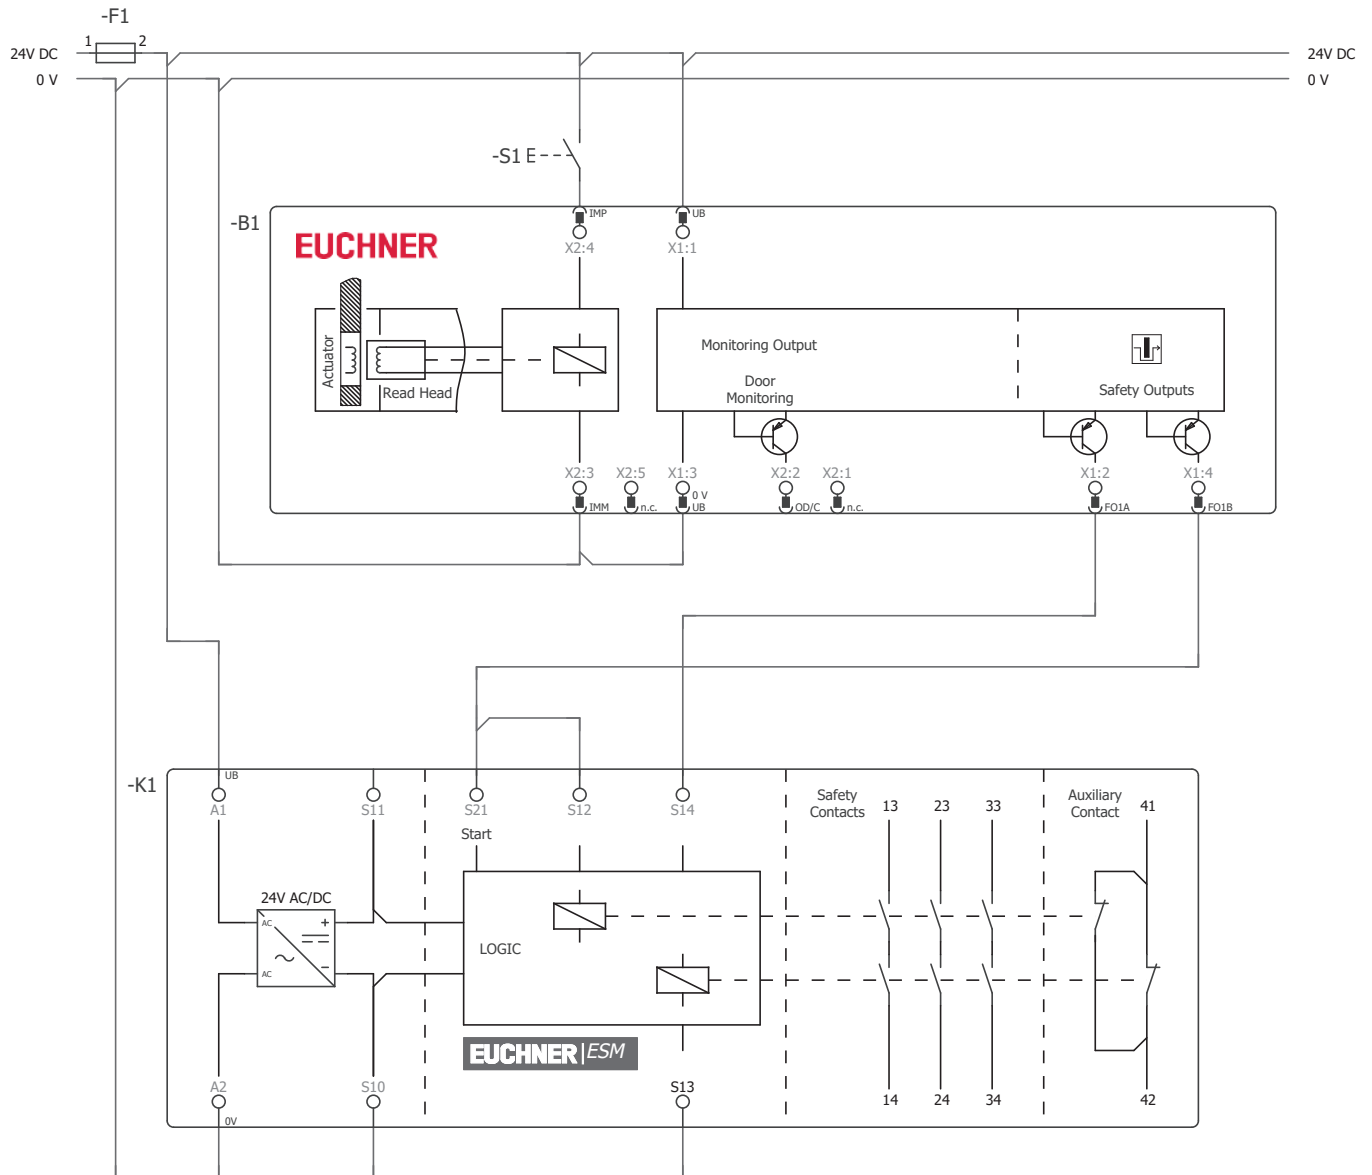 -F1
1 2
24V DC 24V DC
0 V 0 V
-S1
-B1
IMP UB
EUCHNER
X2:4 X1:1
Actuator
Read Head
Monitoring Output
Door
Monitoring
Safety Outputs
X2:3 X2:5 X1:3 X2:2 X2:1 X1:2 X1:4
0 V
IMM n.c. UB OD/C n.c. FO1A FO1B
-K1
UB
A1 S11 S21 S12 S14
Start
Safety
Contacts
13 23 33
Auxiliary
Contact
41
24V AC/DC
AC +
AC -
LOGIC
EUCHNER ESM
A2 S10 S13
0V
14 24 34 42